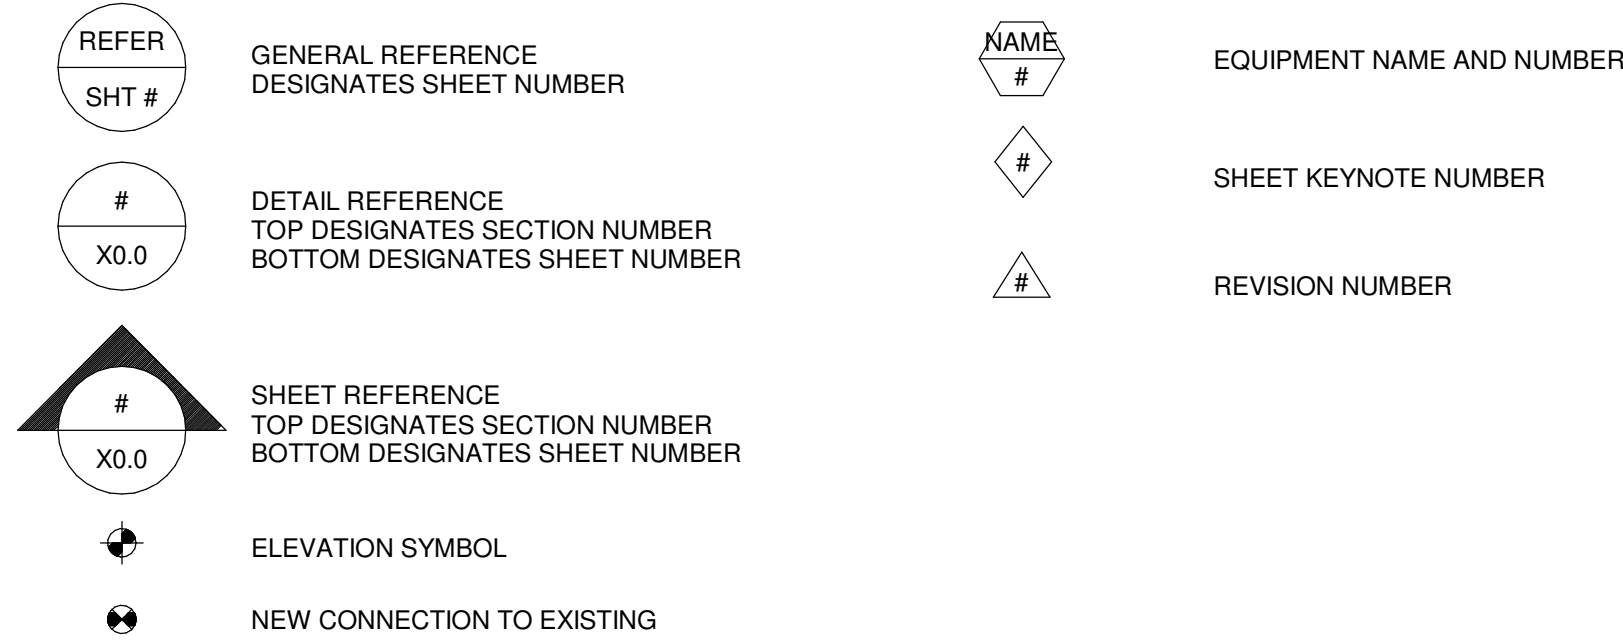 REFER
SHT #
GENERAL REFERENCE
DESIGNATES SHEET NUMBER
#
X0.0
DETAIL REFERENCE
TOP DESIGNATES SECTION NUMBER
BOTTOM DESIGNATES SHEET NUMBER
#
X0.0
SHEET REFERENCE
TOP DESIGNATES SECTION NUMBER
BOTTOM DESIGNATES SHEET NUMBER
ELEVATION SYMBOL
NEW CONNECTION TO EXISTING
NAME
#
EQUIPMENT NAME AND NUMBER
#
SHEET KEYNOTE NUMBER
#
REVISION NUMBER